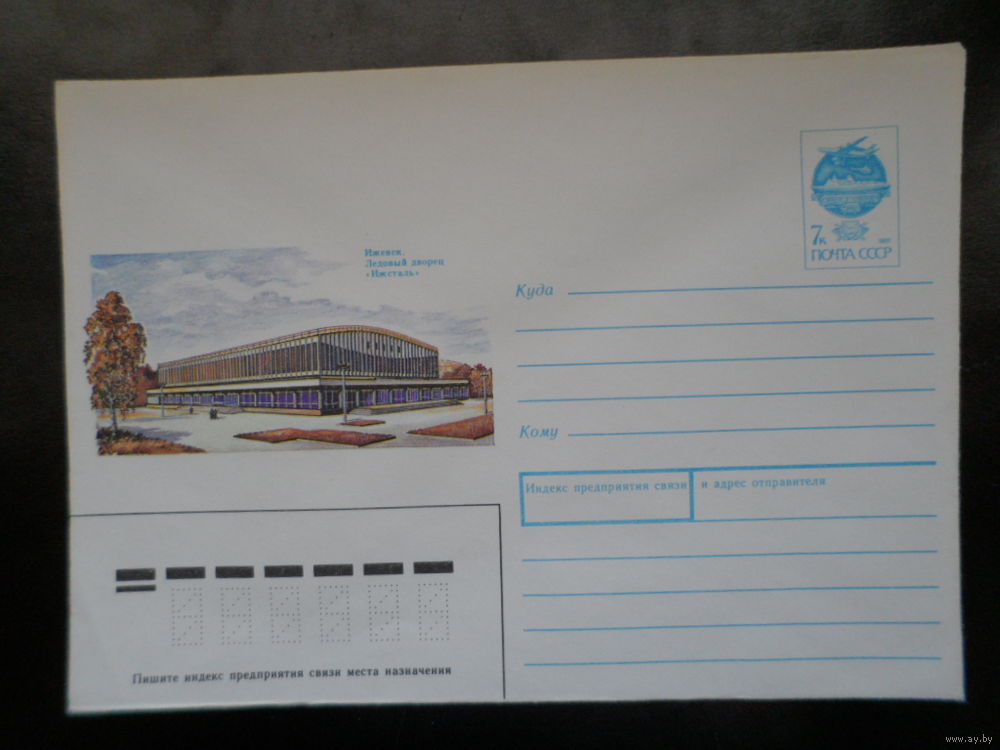 7к
ПОЧТА СССР
Ижевск.
Ледовый дворец
«Ижсталь»
Куда
Кому
Индекс предприятия связи и адрес отправителя
Пишите индекс предприятия связи места назначения
www.ay.by